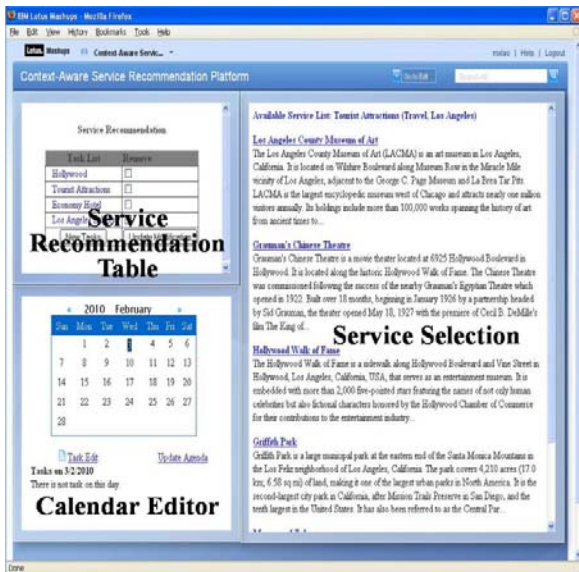 IBM Lotus Mashups - Mozilla Firefox
File Edit View History Bookmarks Tools Help
Lotus. Mashups Context Aware Servic...
Help | Logout
Context-Aware Service Recommendation Platform
Go to Edit
Search All
Service Recommendation
Task List Remove
Hollywood
Tourist Attractions
Economy Hotel
Los Angeles
New Tasks Update Modification
Service
Recommendation
Table
« 2010 February »
Sun Mon Tue Wed Thu Fri Sat
1 2 3 4 5 6
7 8 9 10 11 12 13
14 15 16 17 18 19 20
21 22 23 24 25 26 27
28
Task Edit Update Agenda
Tasks on 3/2/2010
There is not task on this day.
Calendar Editor
Available Service List: Tourist Attractions (Travel, Los Angeles)
Los Angeles County Museum of Art
The Los Angeles County Museum of Art (LACMA) is an art museum in Los Angeles,
California. It is located on Wilshire Boulevard along Museum Row in the Miracle Mile
vicinity of Los Angeles, adjacent to the George C. Page Museum and La Brea Tar Pits.
LACMA is the largest encyclopedic museum west of Chicago and attracts nearly one million
visitors annually. Its holdings include more than 100,000 works spanning the history of art
from ancient times to...
Grauman's Chinese Theatre
Grauman's Chinese Theatre is a movie theater located at 6925 Hollywood Boulevard in
Hollywood. It is located along the historic Hollywood Walk of Fame. The Chinese Theatre
was commissioned following the success of the nearby Grauman's Egyptian Theatre which
opened in 1922. Built over 18 months, beginning in January 1926 by a partnership headed
by Sid Grauman, the theater opened May 18, 1927 with the premiere of Cecil B. DeMille's
film The King of...
Service Selection
Hollywood Walk of Fame
The Hollywood Walk of Fame is a sidewalk along Hollywood Boulevard and Vine Street in
Hollywood, Los Angeles, California, USA, that serves as an entertainment museum. It is
embedded with more than 2,000 five-pointed stars featuring the names of not only human
celebrities but also fictional characters honored by the Hollywood Chamber of Commerce
for their contributions to the entertainment industry...
Griffith Park
Griffith Park is a large municipal park at the eastern end of the Santa Monica Mountains in
the Los Feliz neighborhood of Los Angeles, California. The park covers 4,210 acres (17.0
km; 6.58 sq mi) of land, making it one of the largest urban parks in North America. It is the
second-largest city park in California, after Mission Trails Preserve in San Diego, and the
tenth largest in the United States. It has also been referred to as the Central Par...
Done